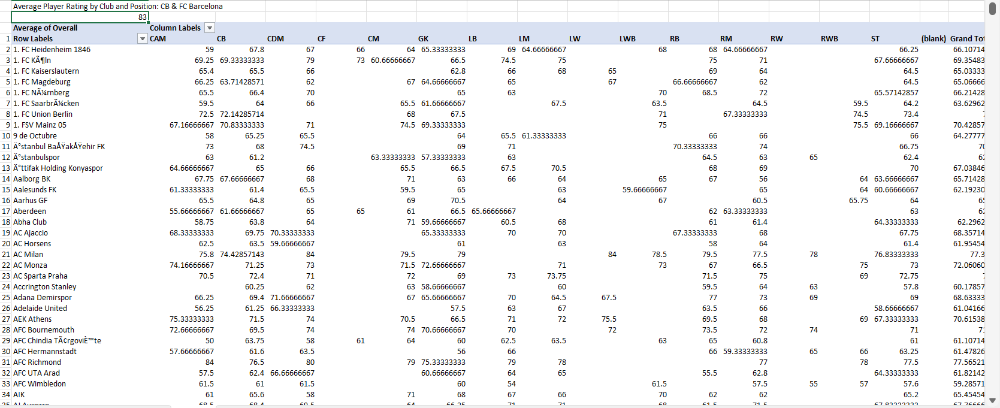 Average Player Rating by Club and Position: CB & FC Barcelona
83
Average of Overall Column Labels
1 Row Labels CAM CB CDM CF CM GK LB LM LW LWB RB RM RW RWB ST (blank) Grand Tot
2 1. FC Heidenheim 1846 59 67.8 67 66 64 65.33333333 69 64.66666667 68 68 64.66666667 66.25 66.10714
3 1. FC KÃ¶ln 69.25 69.33333333 79 73 60.66666667 66.5 74.5 75 75 71 67.66666667 69.35483
4 1. FC Kaiserslautern 65.4 65.5 66 62.8 66 68 65 69 64 64.5 65.03333
5 1. FC Magdeburg 66.25 63.71428571 62 67 64.66666667 65 67 66.66666667 62 64.5 65.06666
6 1. FC NÃ¼rnberg 65.5 66.4 70 65 63 70 68.5 72 65.57142857 66.21428
7 1. FC SaarbrÃ¼cken 59.5 64 66 65.5 61.66666667 67.5 63.5 64.5 59.5 64.2 63.62962
8 1. FC Union Berlin 72.5 72.14285714 68 67.5 71 67.33333333 74.5 73.4
9 1. FSV Mainz 05 67.16666667 70.83333333 71 74.5 69.33333333 75 75.5 69.16666667 70.42857
10 9 de Octubre 58 65.25 65.5 64 65.5 61.33333333 66 66 66 64.27777
11 Ä°stanbul BaÅŸakÅŸehir FK 73 68 74.5 69 71 70.33333333 74 66.75 70
12 Ä°stanbulspor 63 61.2 63.33333333 57.33333333 63 64.5 63 65 62.4 62
13 Ä°ttifak Holding Konyaspor 64.66666667 65 66 65.5 66.5 67.5 70.5 68 69 70 67.03846
14 Aalborg BK 67.75 67.66666667 68 71 63 66 64 65 67 56 64 63.66666667 65.71428
15 Aalesunds FK 61.33333333 61.4 65.5 59.5 65 63 59.66666667 65 64 60.66666667 62.19230
16 Aarhus GF 65.5 64.8 65 69 70.5 64 67 60.5 65.75 64 65
17 Aberdeen 55.66666667 61.66666667 65 65 61 66.5 65.66666667 62 63.33333333 63 62
18 Abha Club 58.75 63.8 64 71 59.66666667 60.5 68 61 61.4 64.33333333 62.2962
19 AC Ajaccio 68.33333333 69.75 70.33333333 65.33333333 70 70 67.33333333 68 67.75 68.35714
20 AC Horsens 62.5 63.5 59.66666667 61 63 58 64 61.4 61.95454
21 AC Milan 75.8 74.42857143 84 79.5 79 84 78.5 79.5 77.5 78 76.83333333 77.3
22 AC Monza 74.16666667 71.25 73 71.5 72.66666667 71 73 67 66.5 75 73 72.06060
23 AC Sparta Praha 70.5 72.4 71 72 69 73 73.75 71.5 75 69 72.75
24 Accrington Stanley 60.25 62 63 58.66666667 60 59.5 64 63 57.8 60.17857
25 Adana Demirspor 66.25 69.4 71.66666667 67 65.66666667 70 64.5 67.5 77 73 69 69 68.63333
26 Adelaide United 56.25 61.25 66.33333333 57.5 63 67 63.5 66 58.66666667 61.04166
27 AEK Athens 75.33333333 71.5 74 70.5 66.5 71 72 75.5 69.5 68 69 67.33333333 70.61538
28 AFC Bournemouth 72.66666667 69.5 74 74 70.66666667 70 72 73.5 72 74 71 71
29 AFC Chindia TÃ¢rgoviÈ™te 50 63.75 58 61 64 60 62.5 63.5 63 65 60.8 61 61.10714
30 AFC Hermannstadt 57.66666667 61.6 63.5 56 66 66 59.33333333 65 66 63.25 61.47826
31 AFC Richmond 84 76.5 80 79 75.33333333 79 78 77 78 77.5 77.56521
32 AFC UTA Arad 57.5 62.4 66.66666667 60.66666667 64 65 55.5 62.8 64.33333333 61.82142
33 AFC Wimbledon 61.5 61 61.5 60 54 61.5 57.5 55 57 57.6 59.28571
34 AIK 61 65.6 58 71 68 67 66 70 62 62 65.2 65.45454